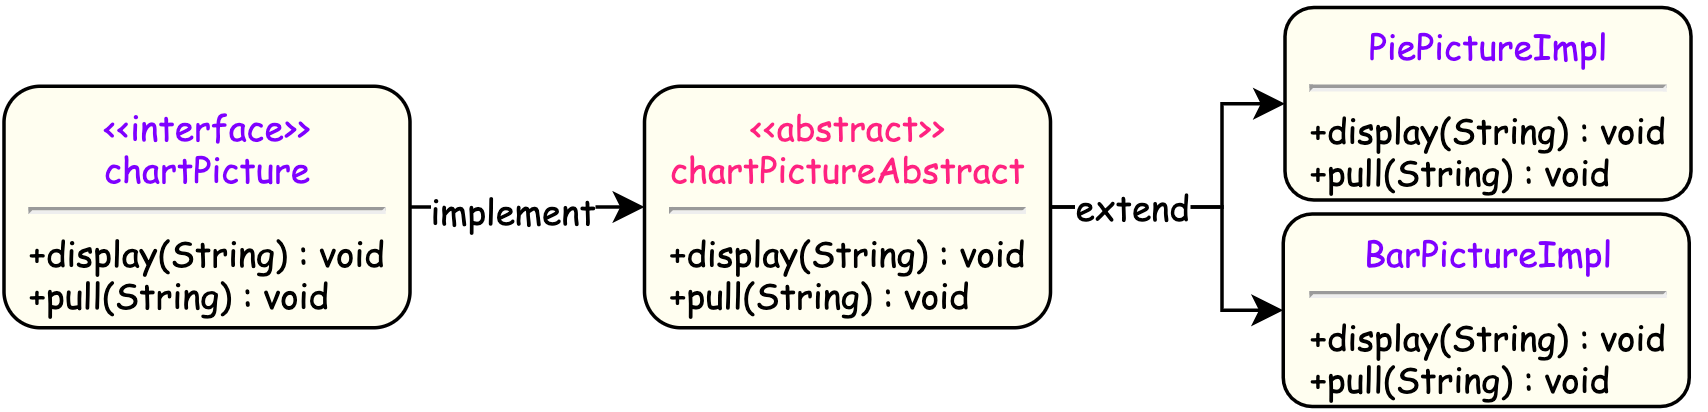 <<interface>>
chartPicture
+display(String) : void
+pull(String) : void
implement
<<abstract>>
chartPictureAbstract
+display(String) : void
+pull(String) : void
extend
PiePictureImpl
+display(String) : void
+pull(String) : void
BarPictureImpl
+display(String) : void
+pull(String) : void